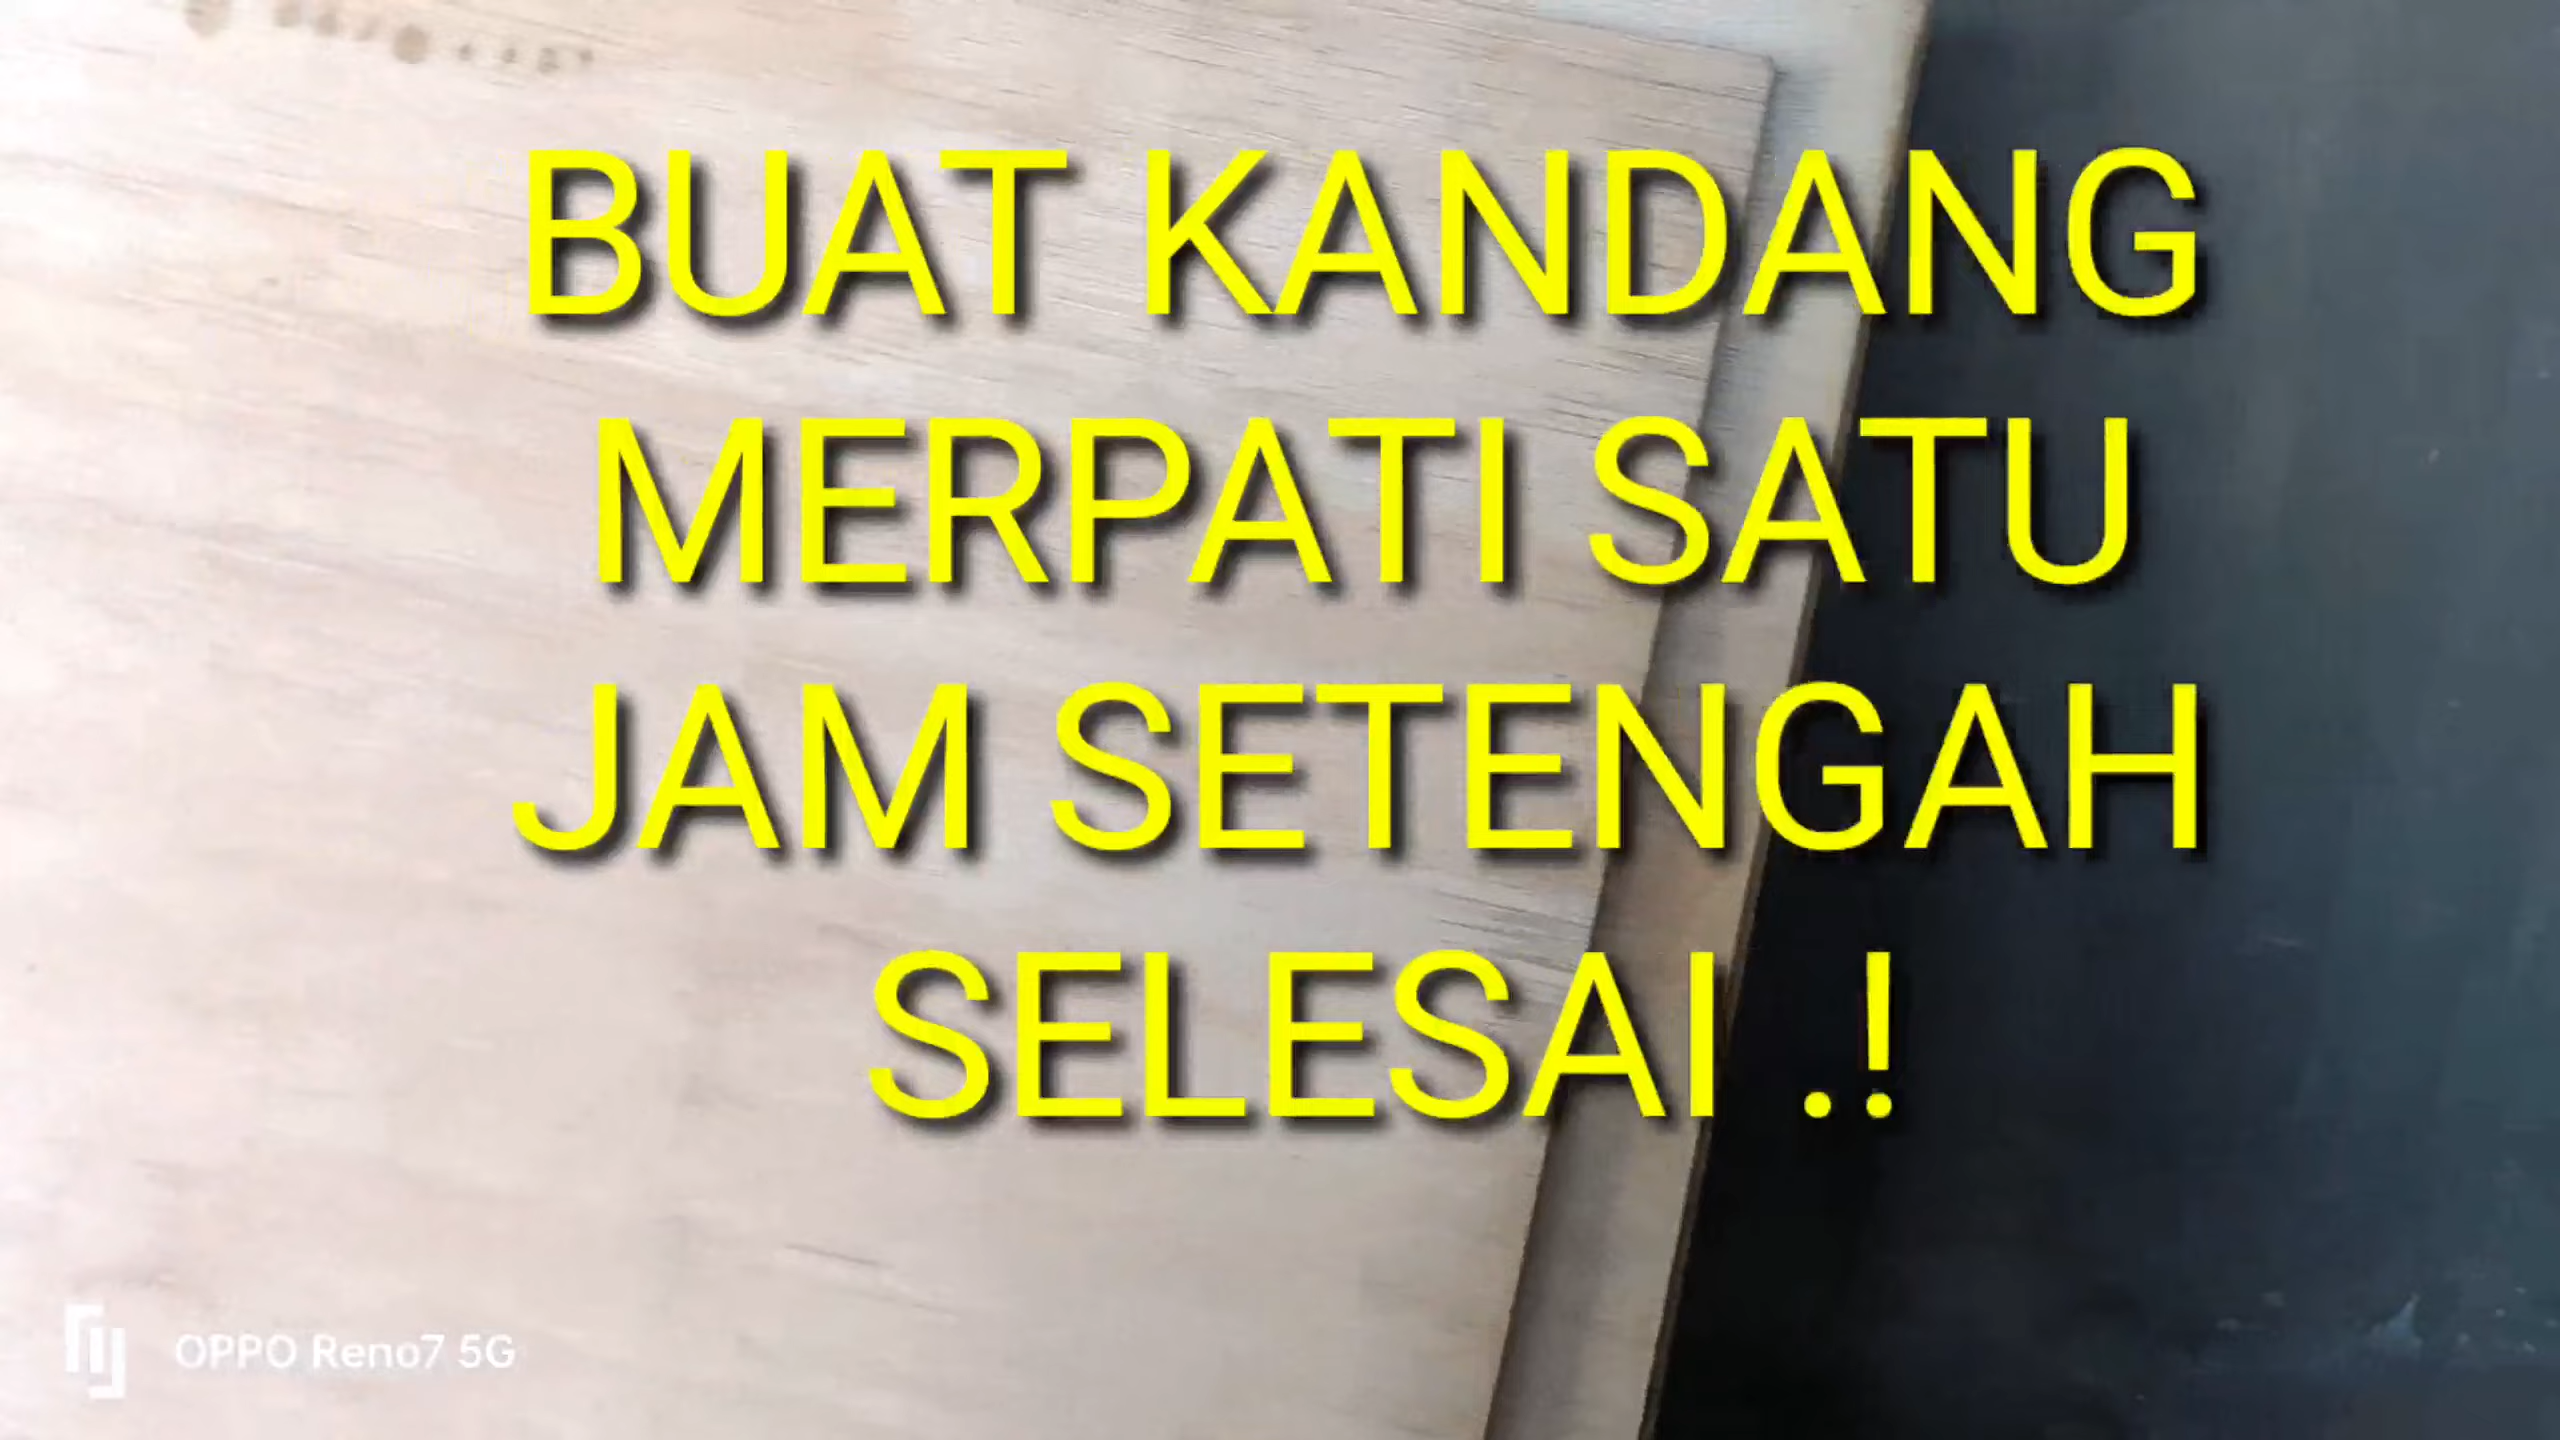 BUAT KANDANG
MERPATI SATU
JAM SETENGAH
SELESAI .!
OPPO Reno7 5G